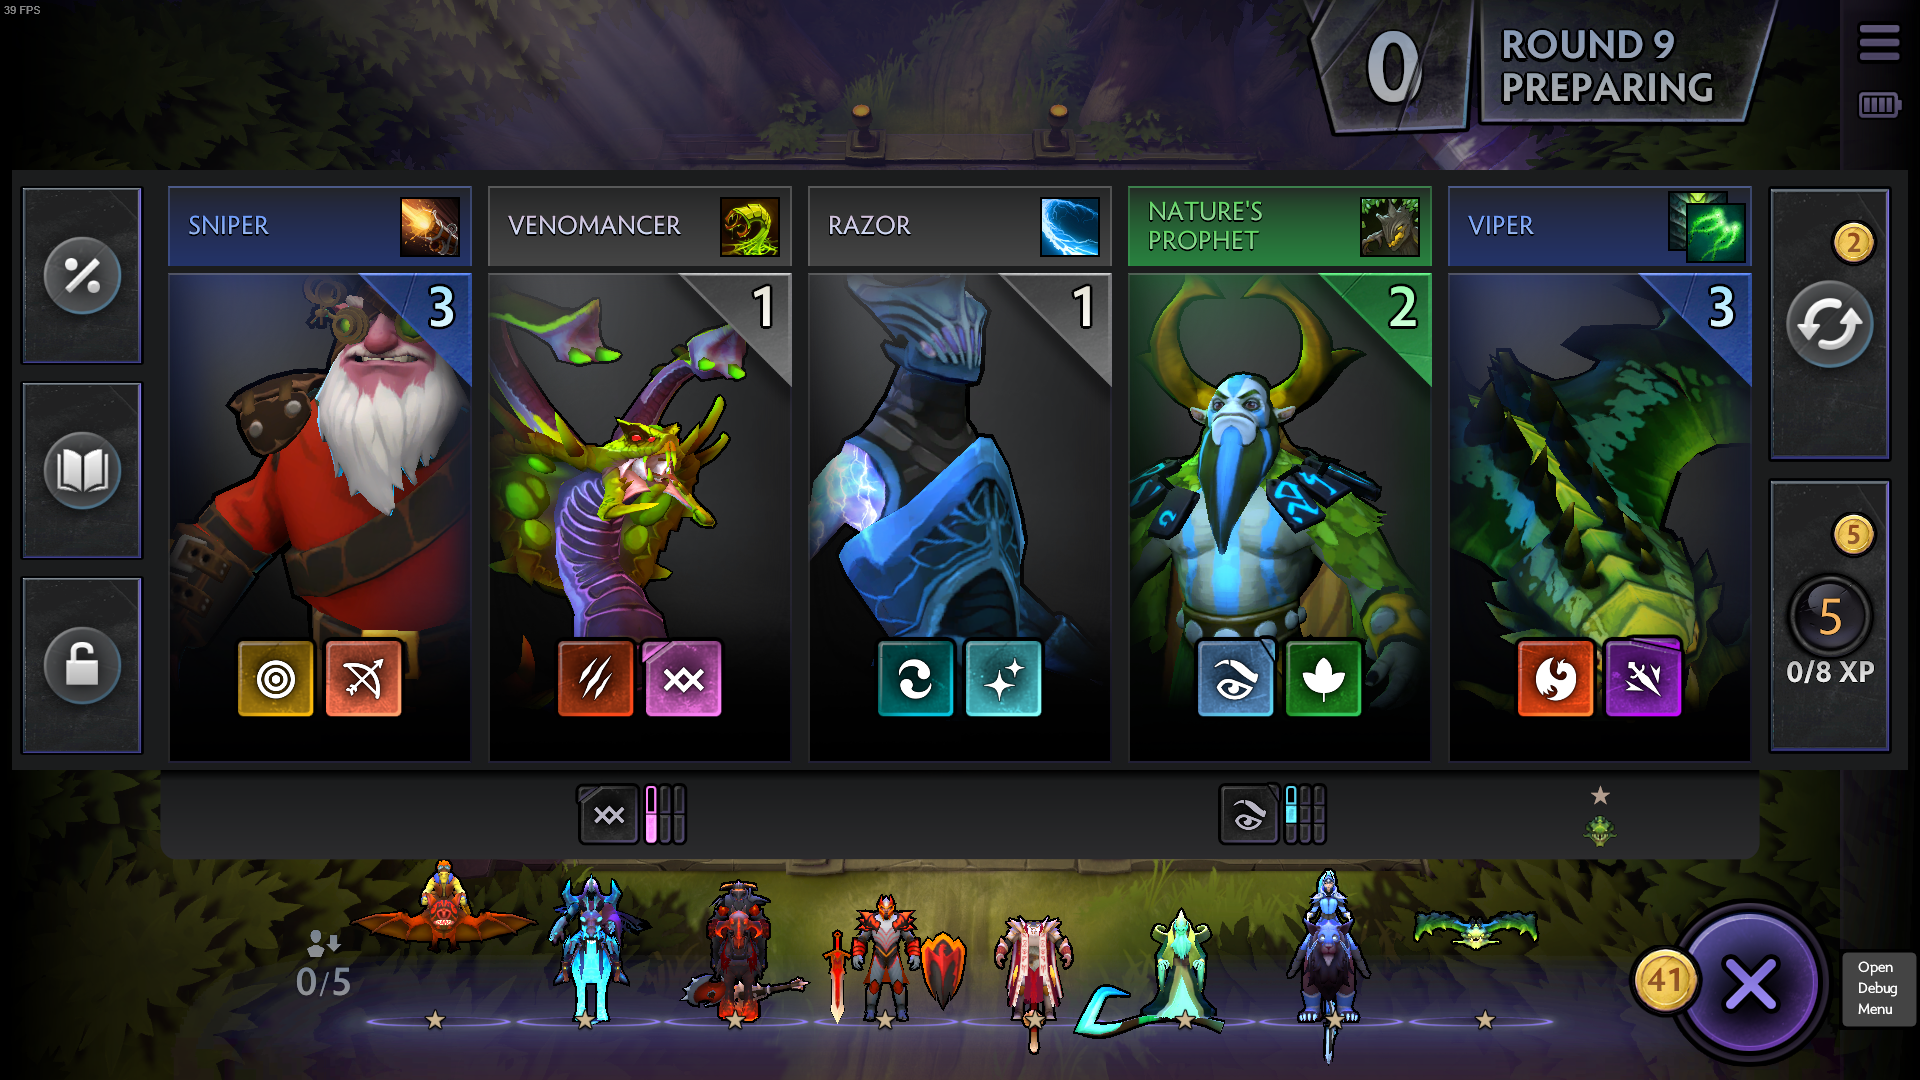 39 FPS
0
ROUND 9
PREPARING
SNIPER
VENOMANCER
RAZOR
NATURE'S
PROPHET
VIPER
3
1
1
2
3
2
5
5
0/8 XP
0/5
41
Open
Debug
Menu